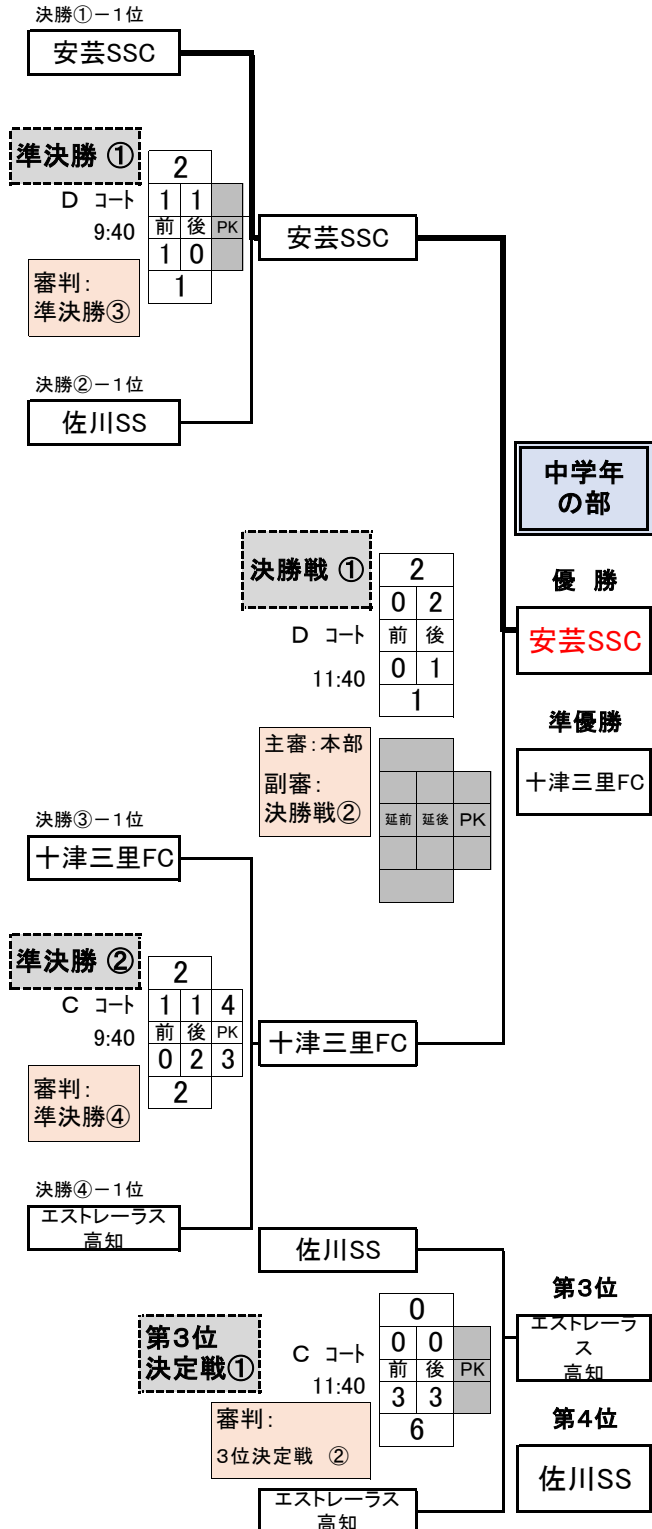 決勝①－１位
安芸SSC
準決勝 ①
D コート
9:40
2
1 1
前 後 PK
1 0
1
審判：
準決勝③
安芸SSC
決勝②－１位
佐川SS
中学年
の部
決勝戦 ①
D コート
11:40
2
0 2
前 後
0 1
1
優 勝
安芸SSC
準優勝
十津三里FC
主審：本部
副審：
決勝戦②
延前 延後 PK
決勝③－１位
十津三里FC
準決勝 ②
C コート
9:40
2
1 1 4
前 後 PK
0 2 3
2
審判：
準決勝④
十津三里FC
決勝④－１位
エストレーラス
高知
佐川SS
第３位
決定戦①
C コート
11:40
0
0 0
前 後 PK
3 3
6
審判：
３位決定戦 ②
エストレーラス
高知
第３位
エストレーラ
ス
高知
第４位
佐川SS